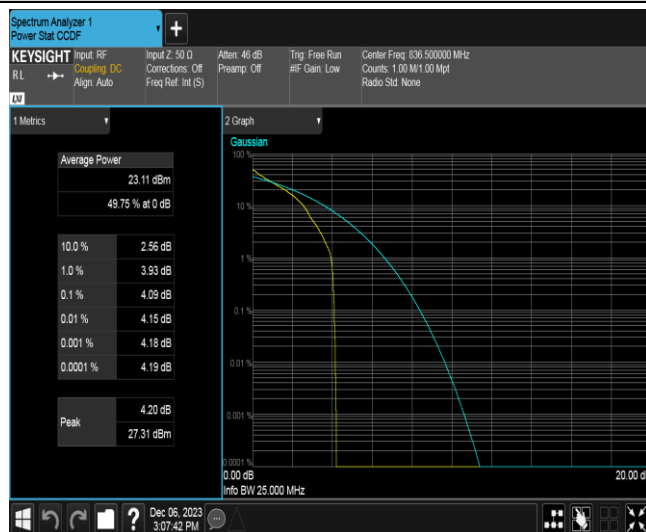 Spectrum Analyzer 1
Power Stat CCDF
+
KEYSIGHT
RL
LXI
Input: RF
Coupling: DC
Align: Auto
Input Z: 50 Ω
Corrections: Off
Freq Ref: Int (S)
Atten: 46 dB
Preamp: Off
Trig: Free Run
#IF Gain: Low
Center Freq: 836.500000 MHz
Counts: 1.00 M/1.00 Mpt
Radio Std: None
1 Metrics
Average Power
23.11 dBm
49.75 % at 0 dB
10.0 % 2.56 dB
1.0 % 3.93 dB
0.1 % 4.09 dB
0.01 % 4.15 dB
0.001 % 4.18 dB
0.0001 % 4.19 dB
Peak
4.20 dB
27.31 dBm
2 Graph
Gaussian
100 %
10 %
1 %
0.1 %
0.01 %
0.001 %
0.0001 %
0.00 dB
20.00 d
Info BW 25.000 MHz
?
Dec 06, 2023
3:07:42 PM